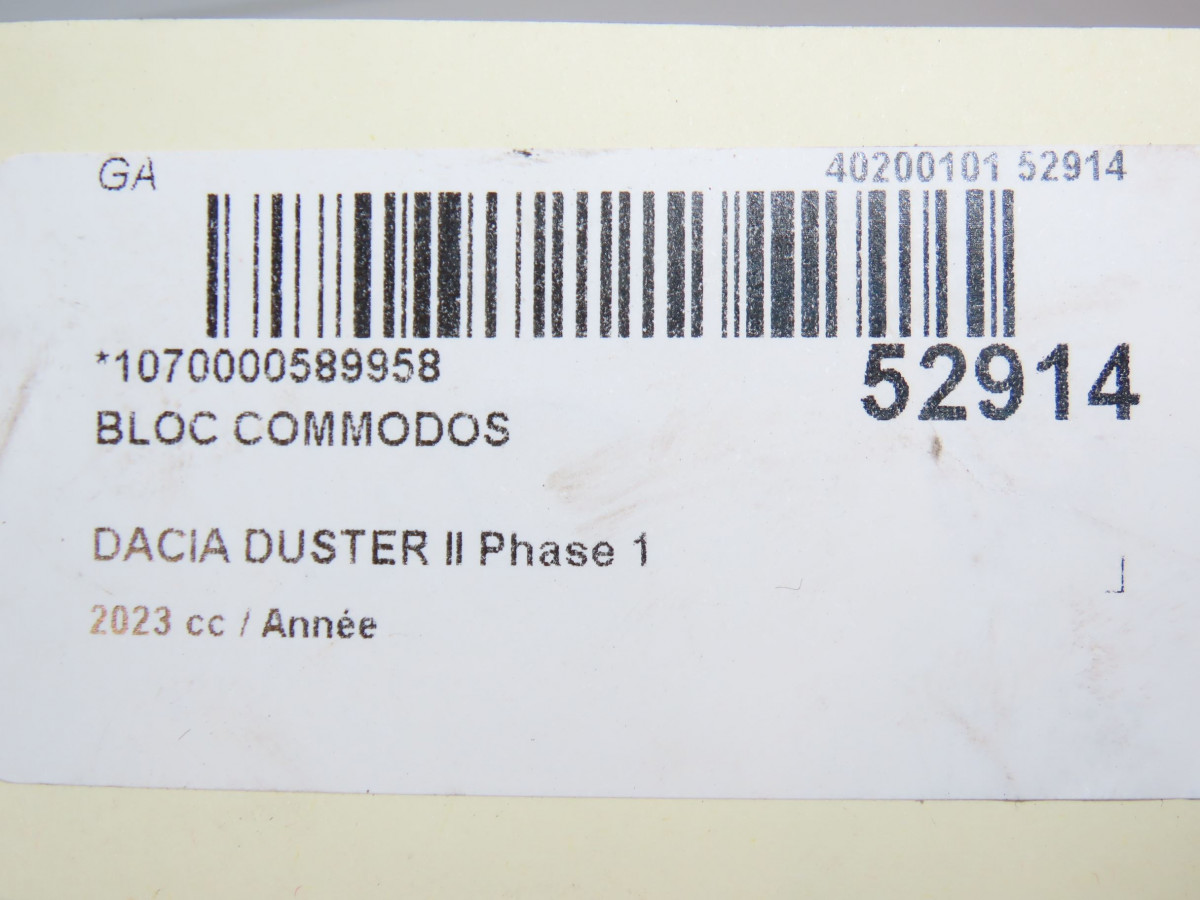 GA
40200101 52914
*1070000589958
52914
BLOC COMMODOS
DACIA DUSTER II Phase 1
2023 cc / Année